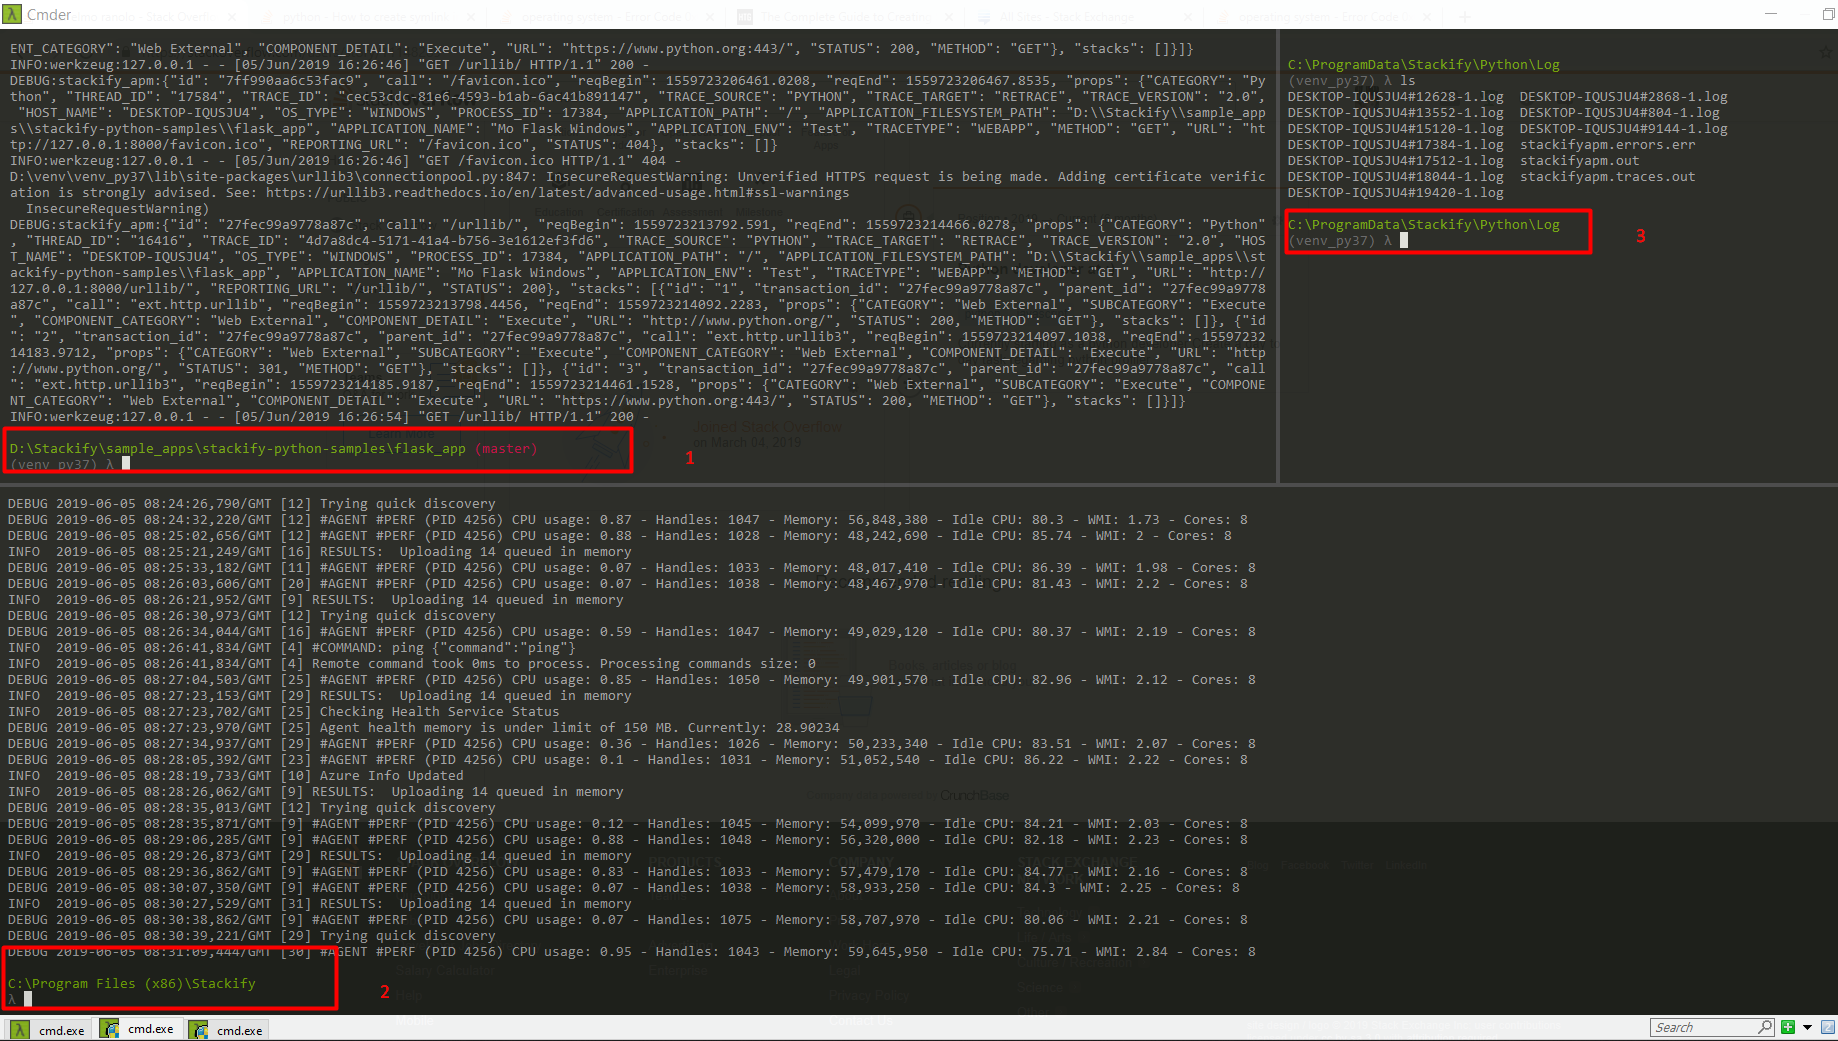 Cmder
ENT_CATEGORY": "Web External", "COMPONENT_DETAIL": "Execute", "URL": "https://www.python.org:443/", "STATUS": 200, "METHOD": "GET"}, "stacks": []}]}
INFO:werkzeug:127.0.0.1 - - [05/Jun/2019 16:26:46] "GET /urllib/ HTTP/1.1" 200 -
DEBUG:stackify_apm:{"id": "7ff990aa6c53fac9", "call": "/favicon.ico", "reqBegin": 1559723206461.0208, "reqEnd": 1559723206467.8535, "props": {"CATEGORY": "Py
thon", "THREAD_ID": "17584", "TRACE_ID": "c6c53cdc-8194-4593-b1ab-6ac41b891147", "TRACE_SOURCE": "PYTHON", "TRACE_TARGET": "RETRACE", "TRACE_VERSION": "2.0",
"HOST_NAME": "DESKTOP-IQUSJU4", "OS_TYPE": "WINDOWS", "PROCESS_ID": 17384, "APPLICATION_PATH": "/", "APPLICATION_FILESYSTEM_PATH": "D:\\Stackify\\sample_app
s\\stackify-python-samples\\flask_app", "APPLICATION_NAME": "Mo Flask Windows", "APPLICATION_ENV": "Test", "TRACETYPE": "WEBAPP", "METHOD": "GET", "URL": "ht
tp://127.0.0.1:8000/favicon.ico", "REPORTING_URL": "/favicon.ico", "STATUS": 404}, "stacks": []}
INFO:werkzeug:127.0.0.1 - - [05/Jun/2019 16:26:46] "GET /favicon.ico HTTP/1.1" 404 -
D:\venv\venv_py37\lib\site-packages\urllib3\connectionpool.py:847: InsecureRequestWarning: Unverified HTTPS request is being made. Adding certificate verific
ation is strongly advised. See: https://urllib3.readthedocs.io/en/latest/advanced-usage.html#ssl-warnings
InsecureRequestWarning)
DEBUG:stackify_apm:{"id": "27fec99a9778a87c", "call": "/urllib/", "reqBegin": 1559723213792.591, "reqEnd": 1559723214466.0278, "props": {"CATEGORY": "Python"
, "THREAD_ID": "16416", "TRACE_ID": "4d7a8dc4-5171-41a4-b756-3e1612ef3fd6", "TRACE_SOURCE": "PYTHON", "TRACE_TARGET": "RETRACE", "TRACE_VERSION": "2.0", "HOS
T_NAME": "DESKTOP-IQUSJU4", "OS_TYPE": "WINDOWS", "PROCESS_ID": 17384, "APPLICATION_PATH": "/", "APPLICATION_FILESYSTEM_PATH": "D:\\Stackify\\sample_apps\\st
ackify-python-samples\\flask_app", "APPLICATION_NAME": "Mo Flask Windows", "APPLICATION_ENV": "Test", "TRACETYPE": "WEBAPP", "METHOD": "GET", "URL": "http://
127.0.0.1:8000/urllib/", "REPORTING_URL": "/urllib/", "STATUS": 200}, "stacks": [{"id": "1", "transaction_id": "27fec99a9778a87c", "parent_id": "27fec99a9778
a87c", "call": "ext.http.urllib", "reqBegin": 1559723213798.4456, "reqEnd": 1559723214092.2283, "props": {"CATEGORY": "Web External", "SUBCATEGORY": "Execute
", "COMPONENT_CATEGORY": "Web External", "COMPONENT_DETAIL": "Execute", "URL": "http://www.python.org/", "STATUS": 200, "METHOD": "GET"}, "stacks": []}, {"id
": "2", "transaction_id": "27fec99a9778a87c", "parent_id": "27fec99a9778a87c", "call": "ext.http.urllib3", "reqBegin": 1559723214097.1038, "reqEnd": 15597232
14183.9712, "props": {"CATEGORY": "Web External", "SUBCATEGORY": "Execute", "COMPONENT_CATEGORY": "Web External", "COMPONENT_DETAIL": "Execute", "URL": "http
://www.python.org/", "STATUS": 301, "METHOD": "GET"}, "stacks": []}, {"id": "3", "transaction_id": "27fec99a9778a87c", "parent_id": "27fec99a9778a87c", "call
": "ext.http.urllib3", "reqBegin": 1559723214185.9187, "reqEnd": 1559723214461.1528, "props": {"CATEGORY": "Web External", "SUBCATEGORY": "Execute", "COMPONE
NT_CATEGORY": "Web External", "COMPONENT_DETAIL": "Execute", "URL": "https://www.python.org:443/", "STATUS": 200, "METHOD": "GET"}, "stacks": []}]}
INFO:werkzeug:127.0.0.1 - - [05/Jun/2019 16:26:54] "GET /urllib/ HTTP/1.1" 200 -
D:\Stackify\sample_apps\stackify-python-samples\flask_app (master)
(venv_py37) λ
1
C:\ProgramData\Stackify\Python\Log
(venv_py37) λ ls
DESKTOP-IQUSJU4#12628-1.log DESKTOP-IQUSJU4#2868-1.log
DESKTOP-IQUSJU4#13552-1.log DESKTOP-IQUSJU4#804-1.log
DESKTOP-IQUSJU4#15120-1.log DESKTOP-IQUSJU4#9144-1.log
DESKTOP-IQUSJU4#17384-1.log stackifyapm.errors.err
DESKTOP-IQUSJU4#17512-1.log stackifyapm.out
DESKTOP-IQUSJU4#18044-1.log stackifyapm.traces.out
DESKTOP-IQUSJU4#19420-1.log
C:\ProgramData\Stackify\Python\Log
(venv_py37) λ
3
DEBUG 2019-06-05 08:24:26,790/GMT [12] Trying quick discovery
DEBUG 2019-06-05 08:24:32,220/GMT [12] #AGENT #PERF (PID 4256) CPU usage: 0.87 - Handles: 1047 - Memory: 56,848,380 - Idle CPU: 80.3 - WMI: 1.73 - Cores: 8
DEBUG 2019-06-05 08:25:02,656/GMT [12] #AGENT #PERF (PID 4256) CPU usage: 0.88 - Handles: 1028 - Memory: 48,242,690 - Idle CPU: 85.74 - WMI: 2 - Cores: 8
INFO 2019-06-05 08:25:21,249/GMT [16] RESULTS: Uploading 14 queued in memory
DEBUG 2019-06-05 08:25:33,182/GMT [11] #AGENT #PERF (PID 4256) CPU usage: 0.07 - Handles: 1033 - Memory: 48,017,410 - Idle CPU: 86.39 - WMI: 1.98 - Cores: 8
DEBUG 2019-06-05 08:26:03,606/GMT [20] #AGENT #PERF (PID 4256) CPU usage: 0.07 - Handles: 1038 - Memory: 48,467,970 - Idle CPU: 81.43 - WMI: 2.2 - Cores: 8
INFO 2019-06-05 08:26:21,952/GMT [9] RESULTS: Uploading 14 queued in memory
DEBUG 2019-06-05 08:26:30,973/GMT [12] Trying quick discovery
DEBUG 2019-06-05 08:26:34,044/GMT [16] #AGENT #PERF (PID 4256) CPU usage: 0.59 - Handles: 1047 - Memory: 49,029,120 - Idle CPU: 80.37 - WMI: 2.19 - Cores: 8
INFO 2019-06-05 08:26:41,834/GMT [4] #COMMAND: ping {"command":"ping"}
INFO 2019-06-05 08:26:41,834/GMT [4] Remote command took 0ms to process. Processing commands size: 0
DEBUG 2019-06-05 08:27:04,503/GMT [25] #AGENT #PERF (PID 4256) CPU usage: 0.85 - Handles: 1050 - Memory: 49,901,570 - Idle CPU: 82.96 - WMI: 2.12 - Cores: 8
INFO 2019-06-05 08:27:23,153/GMT [29] RESULTS: Uploading 14 queued in memory
INFO 2019-06-05 08:27:23,702/GMT [25] Checking Health Service Status
DEBUG 2019-06-05 08:27:23,970/GMT [25] Agent health memory is under limit of 150 MB. Currently: 28.90234
DEBUG 2019-06-05 08:27:34,937/GMT [29] #AGENT #PERF (PID 4256) CPU usage: 0.36 - Handles: 1026 - Memory: 50,233,340 - Idle CPU: 83.51 - WMI: 2.07 - Cores: 8
DEBUG 2019-06-05 08:28:05,392/GMT [23] #AGENT #PERF (PID 4256) CPU usage: 0.1 - Handles: 1031 - Memory: 51,052,540 - Idle CPU: 86.22 - WMI: 2.22 - Cores: 8
INFO 2019-06-05 08:28:19,733/GMT [10] Azure Info Updated
INFO 2019-06-05 08:28:26,062/GMT [9] RESULTS: Uploading 14 queued in memory
DEBUG 2019-06-05 08:28:35,013/GMT [12] Trying quick discovery
DEBUG 2019-06-05 08:28:35,871/GMT [9] #AGENT #PERF (PID 4256) CPU usage: 0.12 - Handles: 1045 - Memory: 54,099,970 - Idle CPU: 84.21 - WMI: 2.03 - Cores: 8
DEBUG 2019-06-05 08:29:06,285/GMT [9] #AGENT #PERF (PID 4256) CPU usage: 0.88 - Handles: 1048 - Memory: 56,320,000 - Idle CPU: 82.18 - WMI: 2.23 - Cores: 8
INFO 2019-06-05 08:29:26,873/GMT [29] RESULTS: Uploading 14 queued in memory
DEBUG 2019-06-05 08:29:36,862/GMT [9] #AGENT #PERF (PID 4256) CPU usage: 0.83 - Handles: 1033 - Memory: 57,479,170 - Idle CPU: 84.77 - WMI: 2.16 - Cores: 8
DEBUG 2019-06-05 08:30:07,350/GMT [9] #AGENT #PERF (PID 4256) CPU usage: 0.07 - Handles: 1038 - Memory: 58,933,250 - Idle CPU: 84.3 - WMI: 2.25 - Cores: 8
INFO 2019-06-05 08:30:27,529/GMT [31] RESULTS: Uploading 14 queued in memory
DEBUG 2019-06-05 08:30:38,862/GMT [9] #AGENT #PERF (PID 4256) CPU usage: 0.07 - Handles: 1075 - Memory: 58,707,970 - Idle CPU: 80.06 - WMI: 2.21 - Cores: 8
DEBUG 2019-06-05 08:30:39,221/GMT [29] Trying quick discovery
DEBUG 2019-06-05 08:31:09,444/GMT [30] #AGENT #PERF (PID 4256) CPU usage: 0.95 - Handles: 1043 - Memory: 59,645,950 - Idle CPU: 75.71 - WMI: 2.84 - Cores: 8
C:\Program Files (x86)\Stackify
λ
2
cmd.exe cmd.exe cmd.exe Search